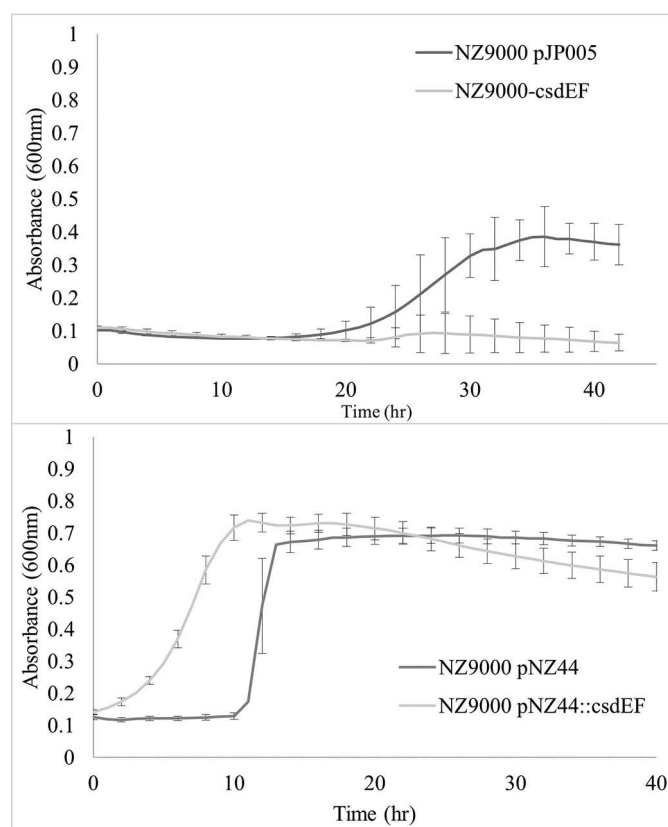 1
0.9
0.8
0.7
0.6
0.5
0.4
0.3
0.2
0.1
0
Absorbance (600nm)
NZ9000 pJP005
NZ9000-csdEF
0 10 20 30 40
Time (hr)
1
0.9
0.8
0.7
0.6
0.5
0.4
0.3
0.2
0.1
0
Absorbance (600nm)
NZ9000 pNZ44
NZ9000 pNZ44::csdEF
0 10 20 30 40
Time (hr)